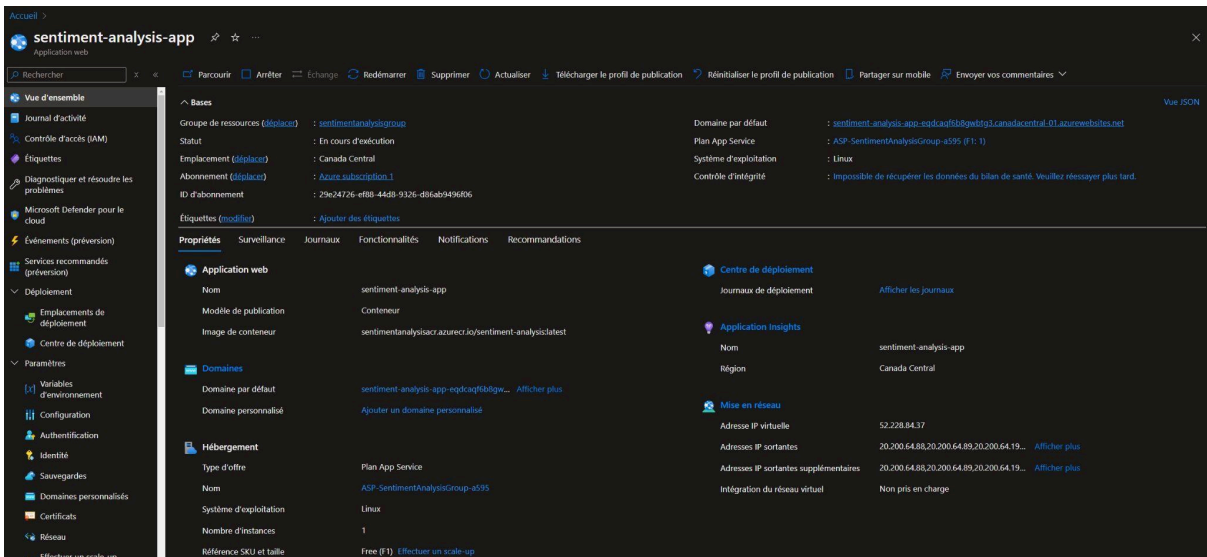 Accueil >
sentiment-analysis-app
Application web
Rechercher
Parcourir Arrêter Échange Redémarrer Supprimer Actualiser Télécharger le profil de publication Réinitialiser le profil de publication Partager sur mobile Envoyer vos commentaires
Vue d'ensemble
Journal d'activité
Contrôle d'accès (IAM)
Étiquettes
Diagnostiquer et résoudre les
problèmes
Microsoft Defender pour le
cloud
Événements (préversion)
Services recommandés
(préversion)
Déploiement
Emplacements de
déploiement
Centre de déploiement
Paramètres
Variables
d'environnement
Configuration
Authentification
Identité
Sauvegardes
Domaines personnalisés
Certificats
Réseau
Effectuer un scale-up
Bases
Vue JSON
Groupe de ressources (déplacer) : sentimentanalysisgroup
Statut : En cours d'exécution
Emplacement (déplacer) : Canada Central
Abonnement (déplacer) : Azure subscription 1
ID d'abonnement : 29e24726-ef88-44d8-9326-d86ab9496f06
Étiquettes (modifier) : Ajouter des étiquettes
Domaine par défaut : sentiment-analysis-app-eqdcaqf6b8gwbtg3.canadacentral-01.azurewebsites.net
Plan App Service : ASP-SentimentAnalysisGroup-a595 (F1: 1)
Système d'exploitation : Linux
Contrôle d'intégrité : Impossible de récupérer les données du bilan de santé. Veuillez réessayer plus tard.
Propriétés Surveillance Journaux Fonctionnalités Notifications Recommandations
Application web
Nom sentiment-analysis-app
Modèle de publication Conteneur
Image de conteneur sentimentanalysisacr.azurecr.io/sentiment-analysis:latest
Domaines
Domaine par défaut sentiment-analysis-app-eqdcaqf6b8gw... Afficher plus
Domaine personnalisé Ajouter un domaine personnalisé
Hébergement
Type d'offre Plan App Service
Nom ASP-SentimentAnalysisGroup-a595
Système d'exploitation Linux
Nombre d'instances 1
Référence SKU et taille Free (F1) Effectuer un scale-up
Centre de déploiement
Journaux de déploiement Afficher les journaux
Application Insights
Nom sentiment-analysis-app
Région Canada Central
Mise en réseau
Adresse IP virtuelle 52.228.84.37
Adresses IP sortantes 20.200.64.88,20.200.64.89,20.200.64.19... Afficher plus
Adresses IP sortantes supplémentaires 20.200.64.88,20.200.64.89,20.200.64.19... Afficher plus
Intégration du réseau virtuel Non pris en charge